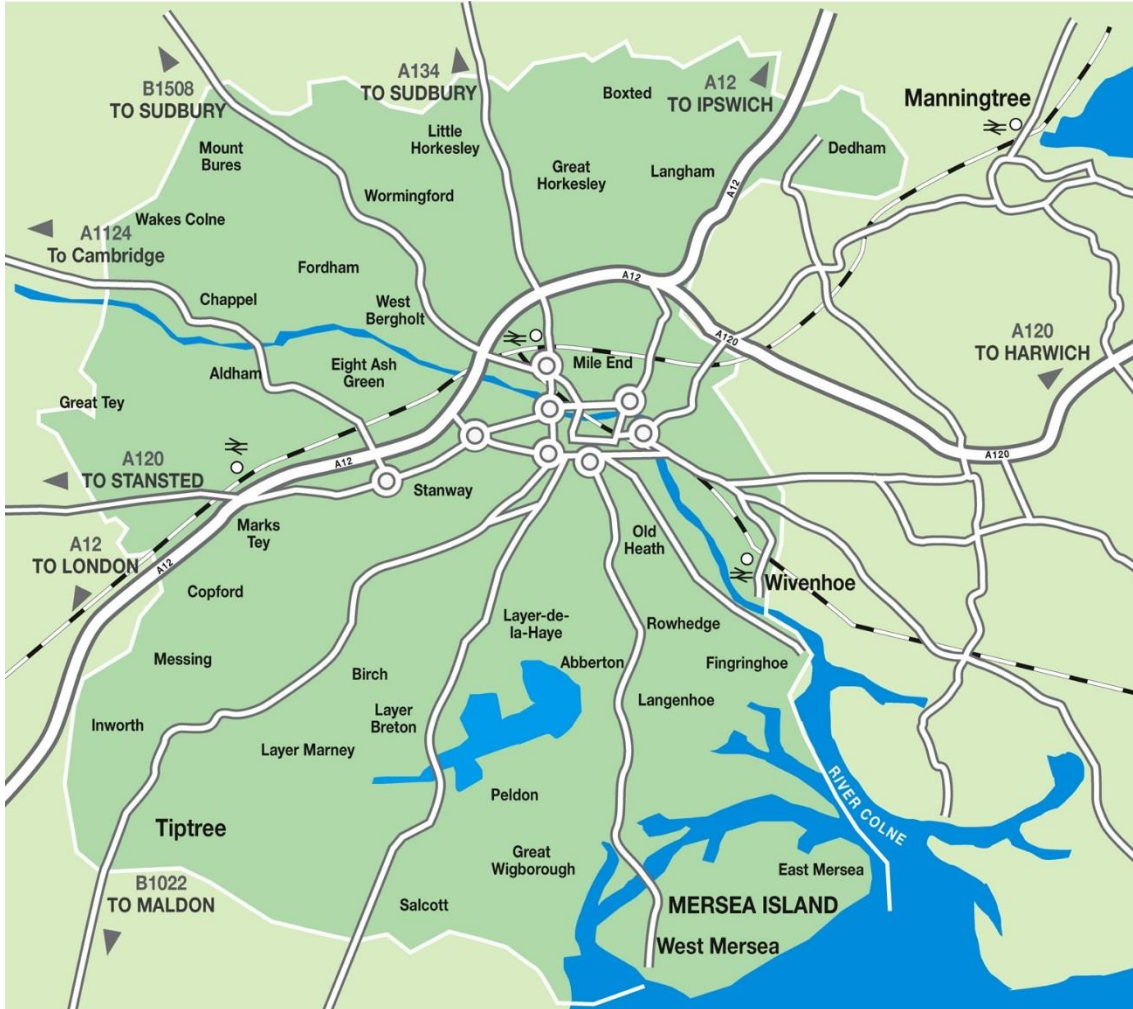 B1508
TO SUDBURY
A134
TO SUDBURY
A12
TO IPSWICH
Boxted
Manningtree
Mount
Bures
Little
Horkesley
Great
Horkesley
Langham
Dedham
A12
Wormingford
Wakes Colne
A1124
To Cambridge
Fordham
A12
Chappel
West
Bergholt
A120
A120
TO HARWICH
Mile End
Eight Ash
Green
Aldham
Great Tey
A120
TO STANSTED
A12
A120
Stanway
Marks
Tey
Old
Heath
A12
TO LONDON
A12
Wivenhoe
Copford
Layer-de-
la-Haye
Rowhedge
Messing
Birch
Abberton
Fingringhoe
Langenhoe
Inworth
Layer
Breton
Layer Marney
Peldon
RIVER COLNE
Tiptree
Great
Wigborough
East Mersea
B1022
TO MALDON
Salcott
MERSEA ISLAND
West Mersea